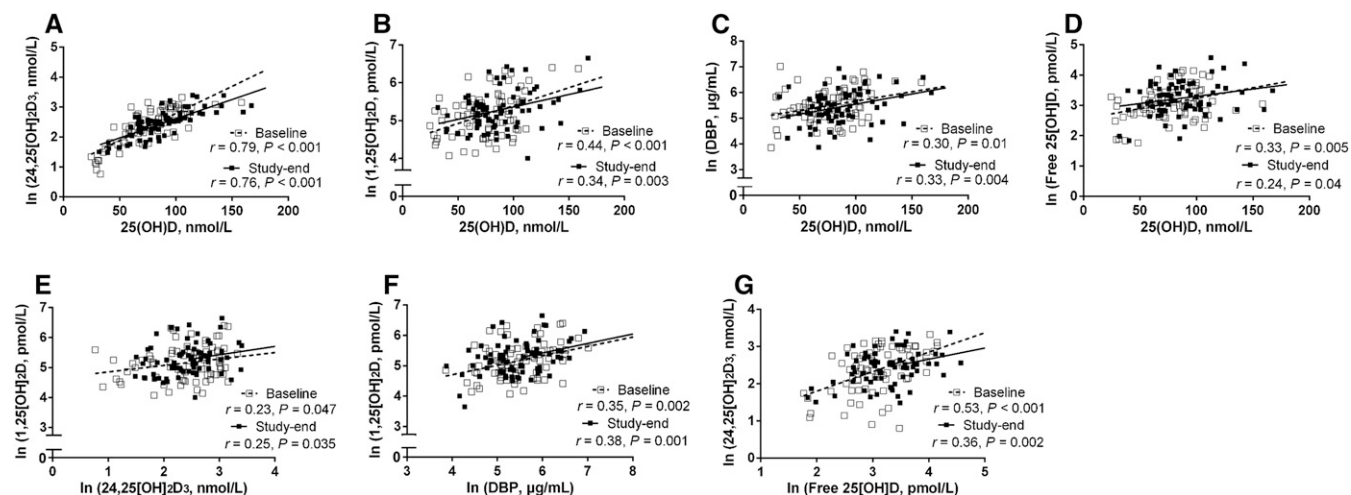 A
ln (24,25[OH]2D3, nmol/L)
5
4
3
2
1
0
0 50 100 150 200
25(OH)D, nmol/L
Baseline
r = 0.79, P < 0.001
Study-end
r = 0.76, P < 0.001
B
ln (1,25[OH]2D, pmol/L)
7
6
5
4
0
0 50 100 150 200
25(OH)D, nmol/L
Baseline
r = 0.44, P < 0.001
Study-end
r = 0.34, P = 0.003
C
ln (DBP, µg/mL)
8
7
6
5
4
3
0
0 50 100 150 200
25(OH)D, nmol/L
Baseline
r = 0.30, P = 0.01
Study-end
r = 0.33, P = 0.004
D
ln (Free 25[OH]D, pmol/L)
5
4
3
2
1
0
0 50 100 150 200
25(OH)D, nmol/L
Baseline
r = 0.33, P = 0.005
Study-end
r = 0.24, P = 0.04
E
ln (1,25[OH]2D, pmol/L)
7
6
5
4
3
0
0 1 2 3 4
ln (24,25[OH]2D3, nmol/L)
Baseline
r = 0.23, P = 0.047
Study-end
r = 0.25, P = 0.035
F
ln (1,25[OH]2D, pmol/L)
7
6
5
4
3
0
3 4 5 6 7 8
ln (DBP, µg/mL)
Baseline
r = 0.35, P = 0.002
Study-end
r = 0.38, P = 0.001
G
ln (24,25[OH]2D3, nmol/L)
4
3
2
1
0
1 2 3 4 5
ln (Free 25[OH]D, pmol/L)
Baseline
r = 0.53, P < 0.001
Study-end
r = 0.36, P = 0.002